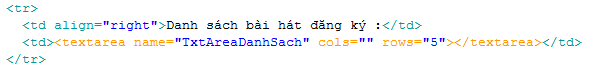 <tr>
<td align="right">Danh sách bài hát đăng ký :</td>
<td><textarea name="TxtAreaDanhSach" cols="" rows="5"></textarea></td>
</tr>